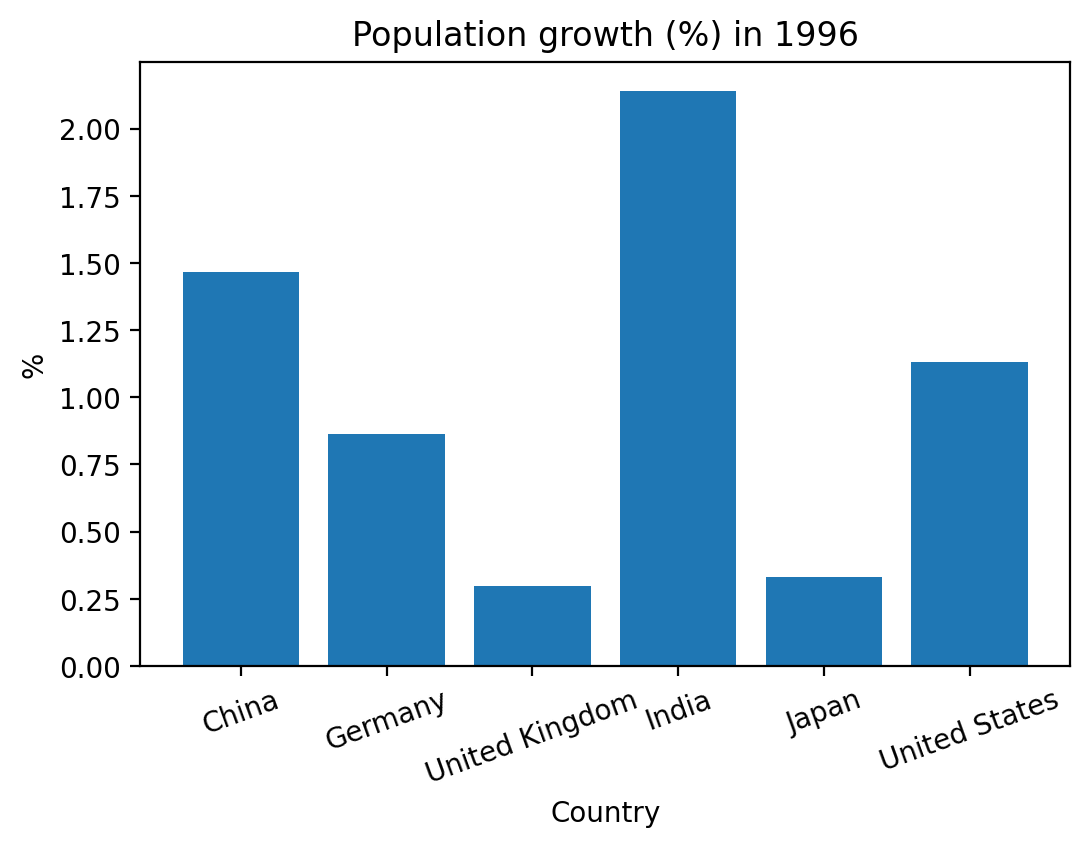 Population growth (%) in 1996
2.00
1.75
1.50
1.25
1.00
0.75
0.50
0.25
0.00
%
China
Germany
United Kingdom
India
Japan
United States
Country